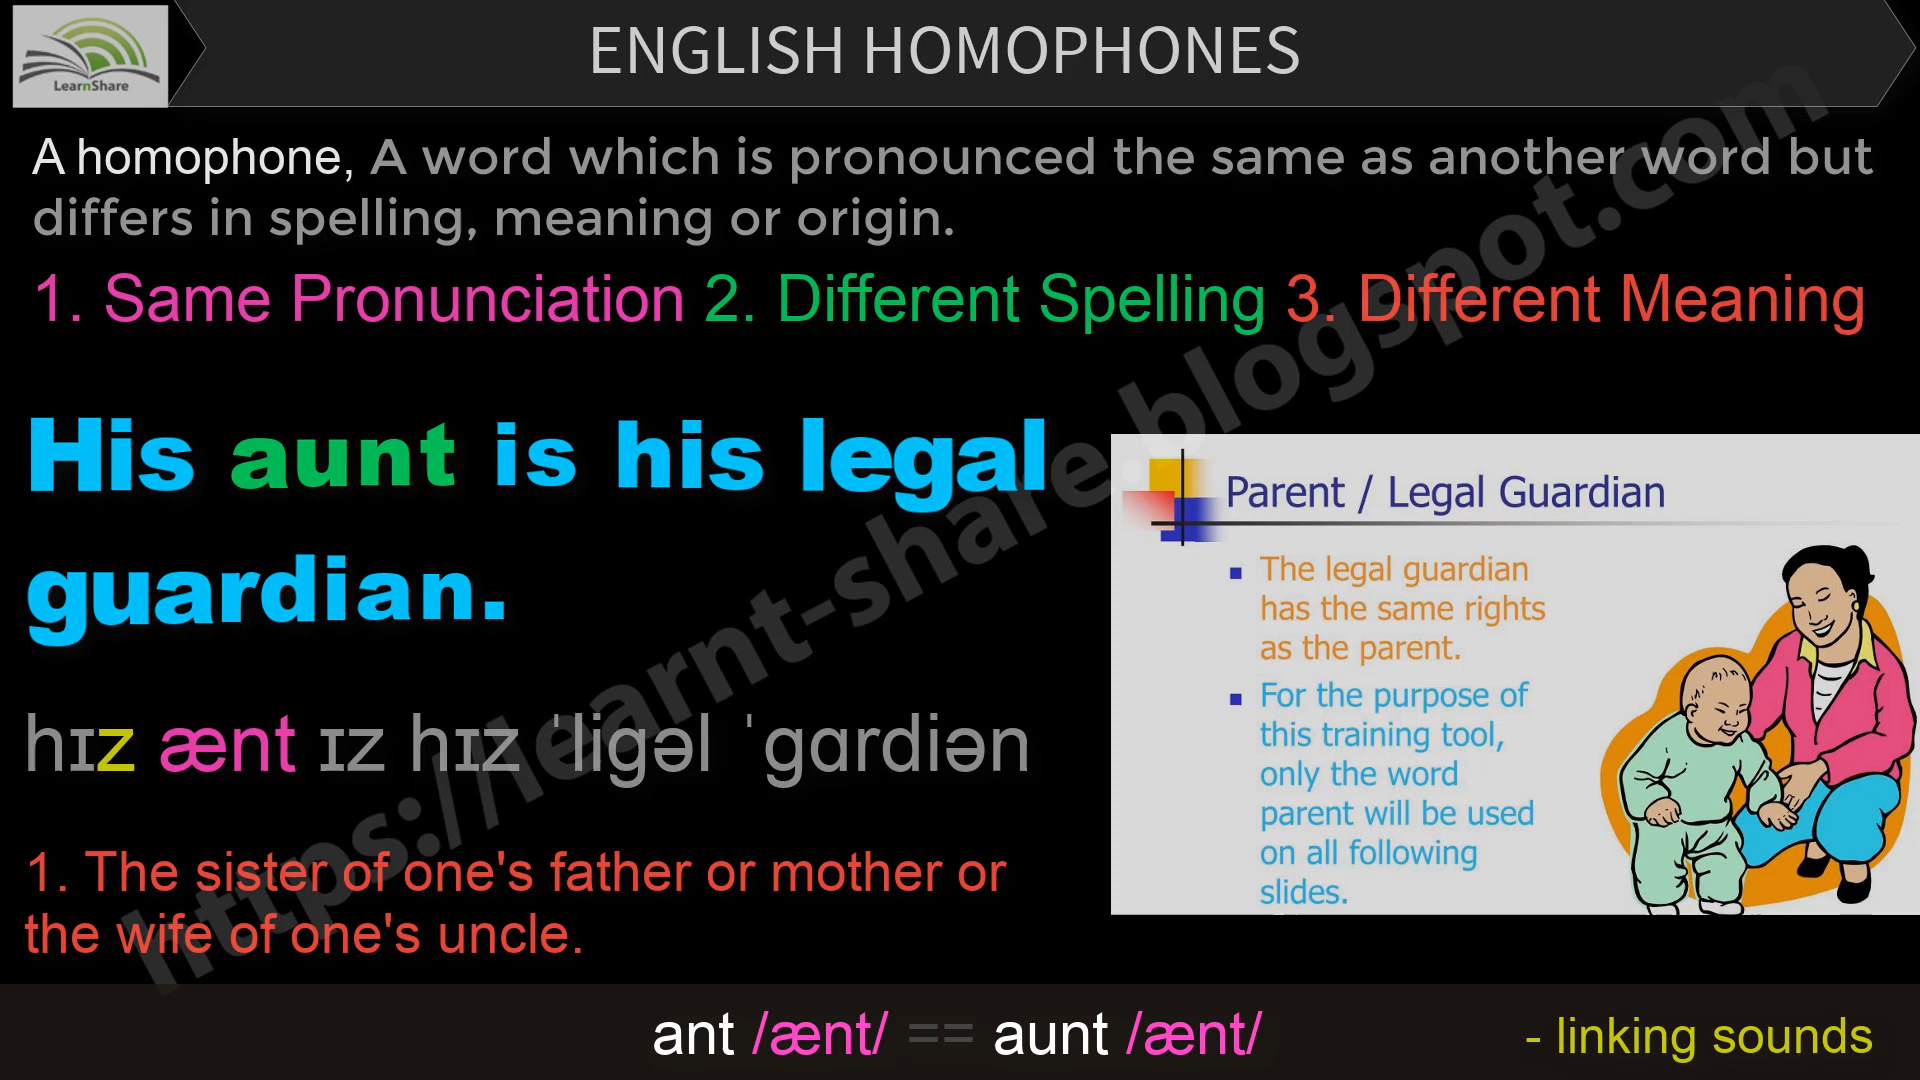 LearnShare
ENGLISH HOMOPHONES
A homophone, A word which is pronounced the same as another word but
differs in spelling, meaning or origin.
1. Same Pronunciation 2. Different Spelling 3. Different Meaning
His aunt is his legal
guardian.
hɪz ænt ɪz hɪz ˈligəl ˈgɑrdiən
1. The sister of one's father or mother or
the wife of one's uncle.
Parent / Legal Guardian
The legal guardian
has the same rights
as the parent.
For the purpose of
this training tool,
only the word
parent will be used
on all following
slides.
ant /ænt/ == aunt /ænt/
- linking sounds
https://learnt-share.blogspot.com